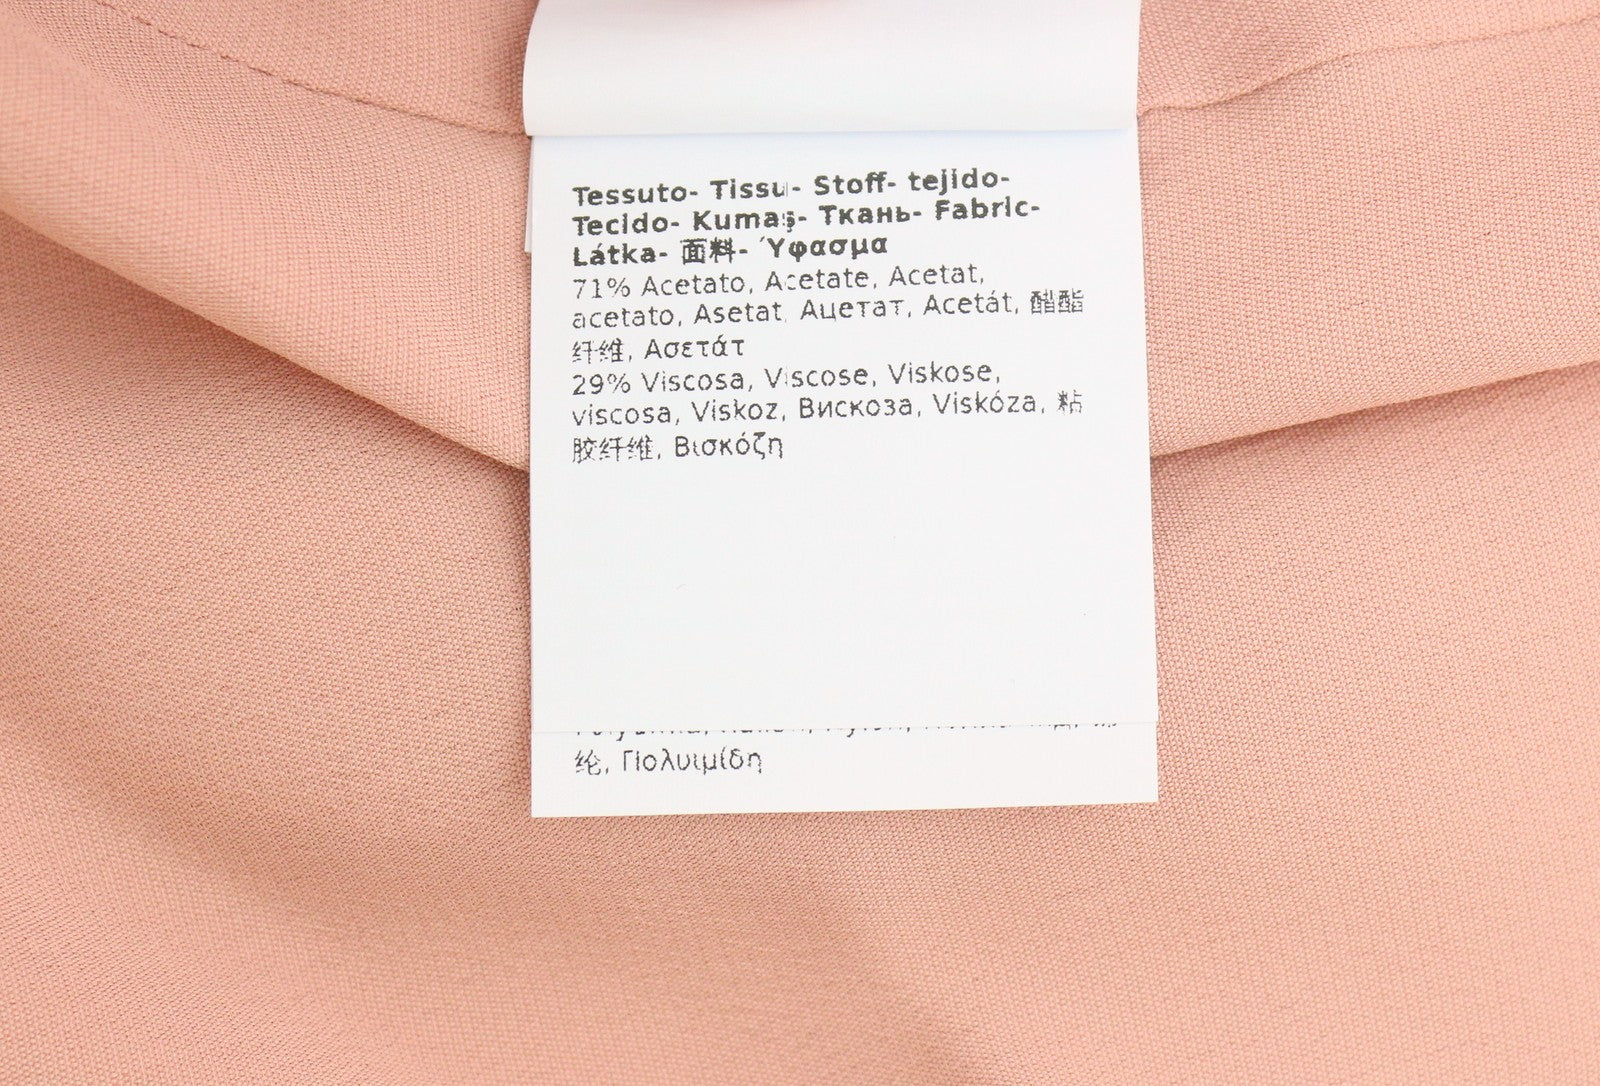 Tessuto- Tissu- Stoff- tejido-
Tecido- Kumaş- Ткань- Fabric-
Látka- 面料- Ύφασμα
71% Acetato, Acetate, Acetat,
acetato, Asetat, Ацетат, Acetát, 醋酯
纤维, Ασετάτ
29% Viscosa, Viscose, Viskose,
viscosa, Viskoz, Вискоза, Viskóza, 粘
胶纤维, Βισκόζη
纶, Πολυιμίδη